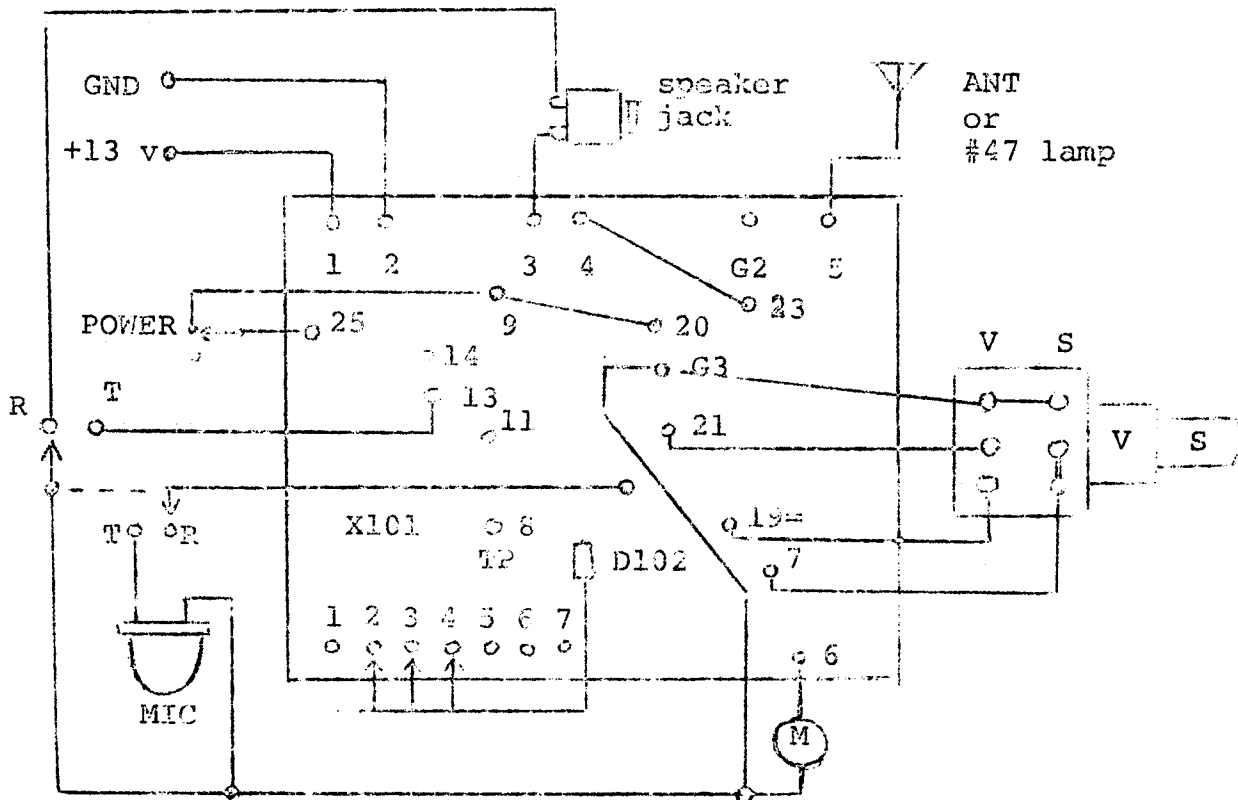 GND
+13 v
speaker
jack
ANT
or
#47 lamp
1 2 3 4 G2 5
POWER 25 9 20 23
14 G3
V S
R T 13 11 21
V S
T R X101 8 19=
TP D102 7
1 2 3 4 5 6 7
6
MIC
M